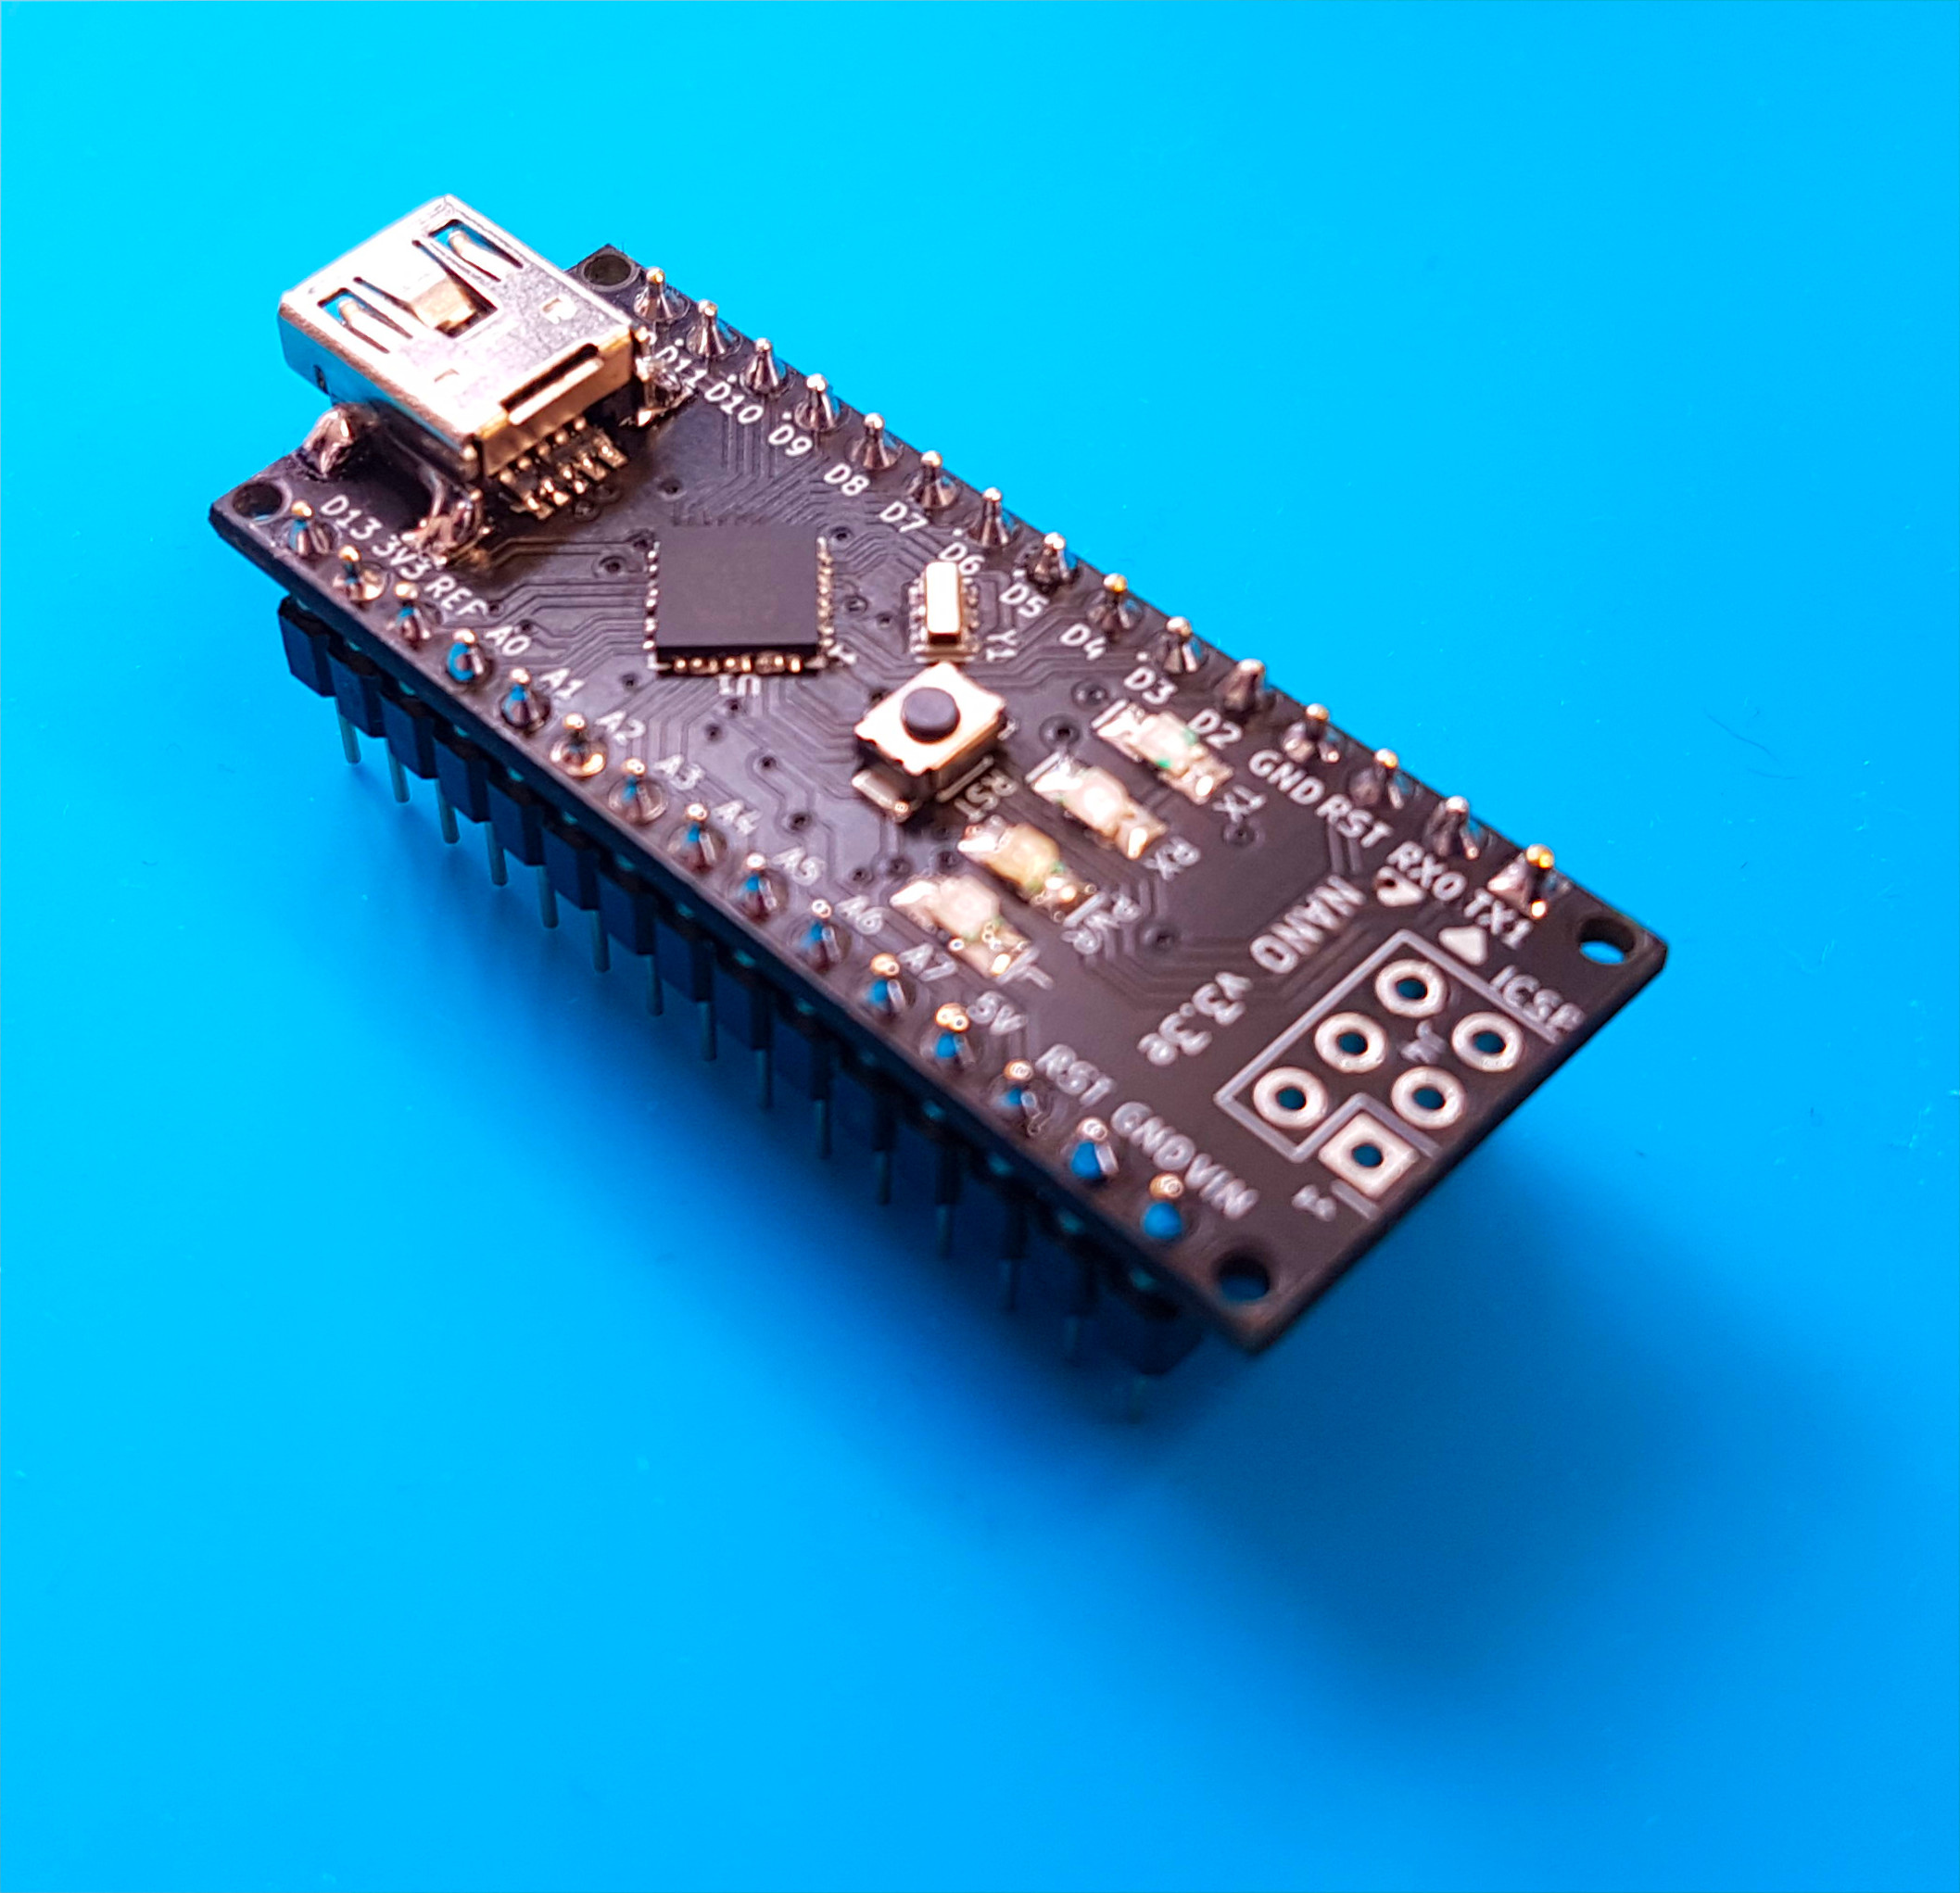 D11 D10 D9 D8 D7 D6 D5 D4 D3 D2 GND RST RX0 TX1
D13 3V3 REF A0 A1 A2 A3 A4 A5 A6 A7 5V RST GND VIN
U1
Y1
RST
TX
RX
PWR
L
NANO
v3.3e
ICSP